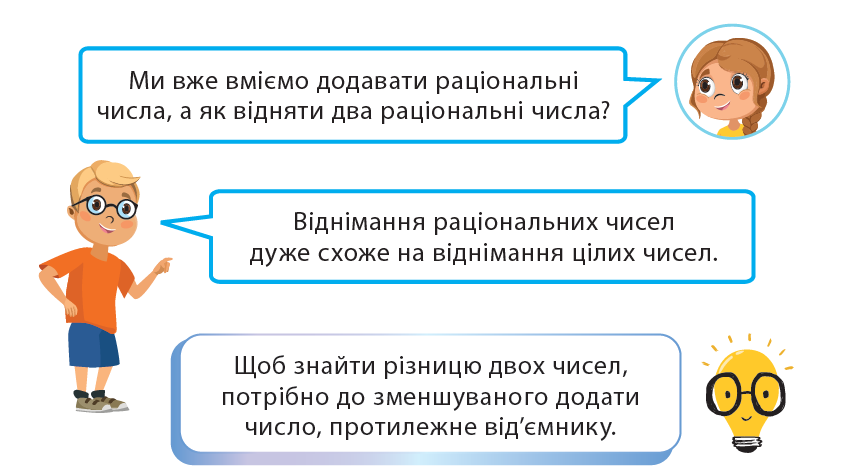 Ми вже вміємо додавати раціональні
числа, а як відняти два раціональні числа?
Віднімання раціональних чисел
дуже схоже на віднімання цілих чисел.
Щоб знайти різницю двох чисел,
потрібно до зменшуваного додати
число, протилежне від’ємнику.